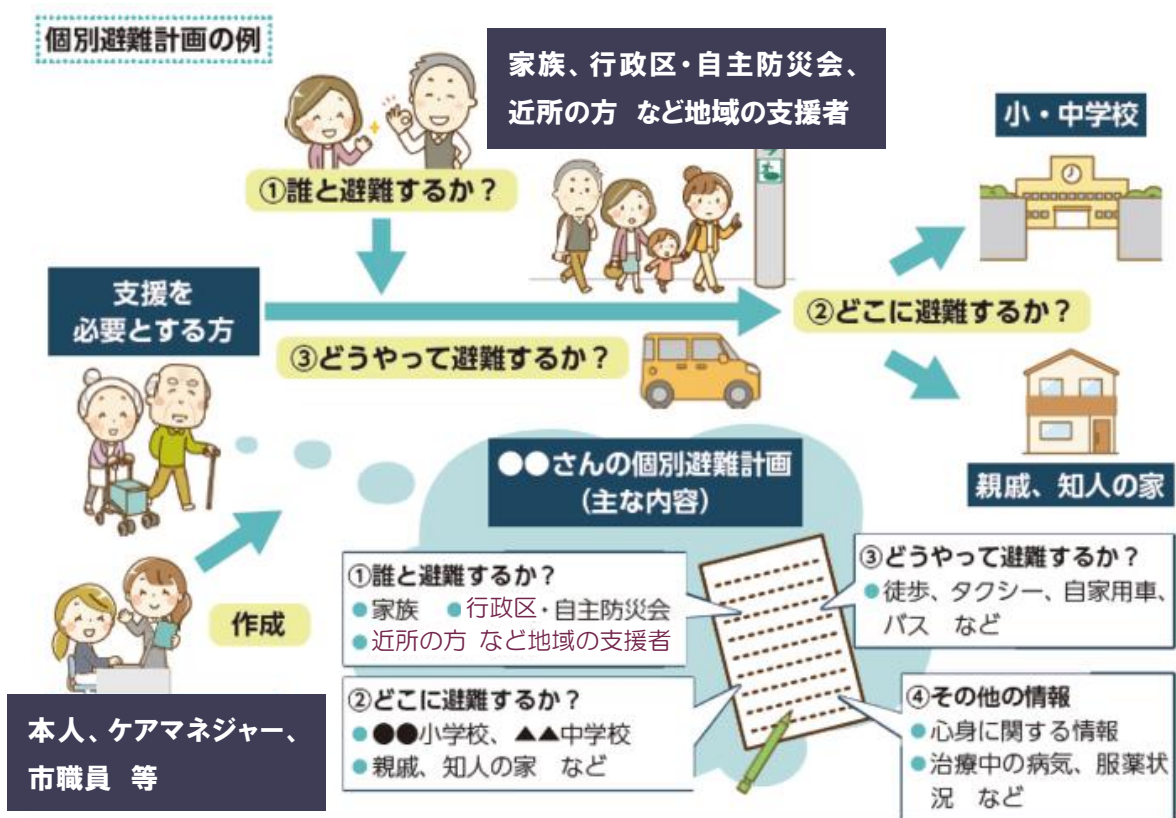 個別避難計画の例
家族、行政区・自主防災会、
近所の方 など地域の支援者
小・中学校
①誰と避難するか？
支援を
必要とする方
②どこに避難するか？
③どうやって避難するか？
親戚、知人の家
●●さんの個別避難計画
(主な内容)
作成
本人、ケアマネジャー、
市職員 等
①誰と避難するか？
●家族 ●行政区・自主防災会
●近所の方 など地域の支援者
②どこに避難するか？
●●●小学校、▲▲中学校
●親戚、知人の家 など
③どうやって避難するか？
●徒歩、タクシー、自家用車、
バス など
④その他の情報
●心身に関する情報
●治療中の病気、服薬状
況 など